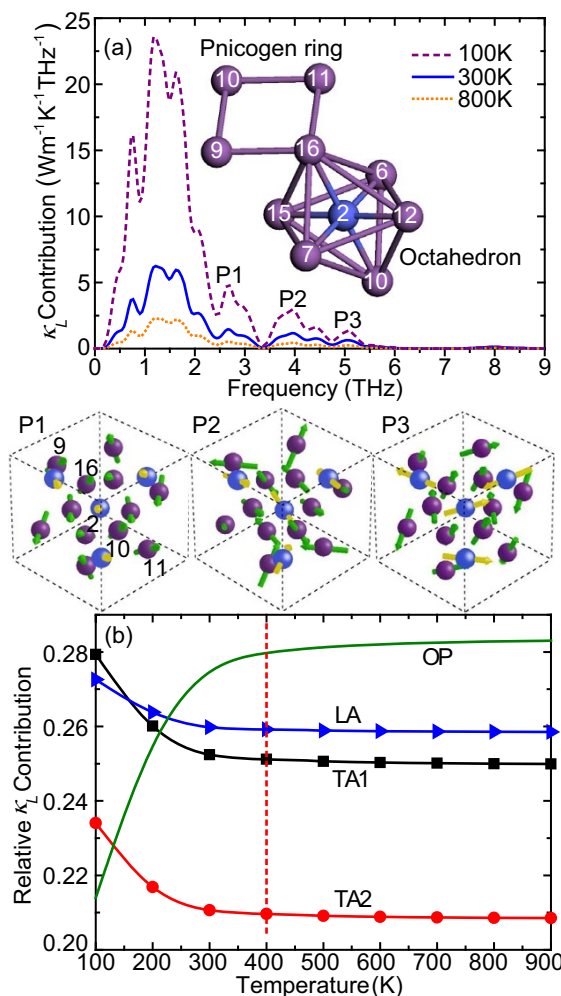 (a)
Pnicogen ring
100K
300K
800K
10
11
9
16
6
15
2
12
7
10
Octahedron
P1
P2
P3
25
20
15
10
5
0
κL Contribution (Wm⁻¹ K⁻¹ THz⁻¹)
0 1 2 3 4 5 6 7 8 9
Frequency (THz)
P1
9
16
2
10
11
P2
P3
(b)
OP
LA
TA1
TA2
0.28
0.26
0.24
0.22
0.20
Relative κL Contribution
100 200 300 400 500 600 700 800 900
Temperature (K)